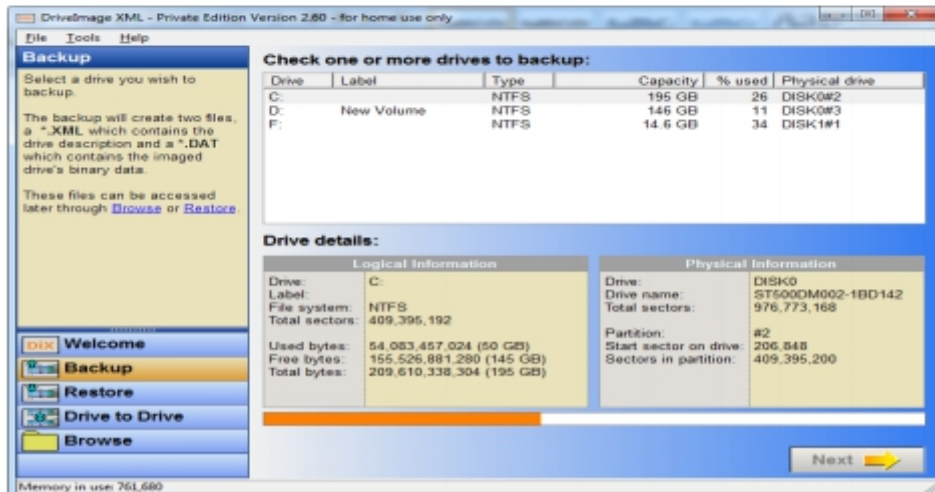 DriveImage XML - Private Edition Version 2.60 - for home use only
File Tools Help
Backup
Select a drive you wish to
backup.
The backup will create two files,
a *.XML which contains the
drive description and a *.DAT
which contains the imaged
drive's binary data.
These files can be accessed
later through Browse or Restore.
DIX Welcome
Backup
Restore
Drive to Drive
Browse
Check one or more drives to backup:
Drive Label Type Capacity % used Physical drive
C: NTFS 195 GB 26 DISK0#2
D: New Volume NTFS 146 GB 11 DISK0#3
F: NTFS 14.6 GB 34 DISK1#1
Drive details:
Logical Information
Drive: C:
Label:
File system: NTFS
Total sectors: 409,395,192
Used bytes: 54,083,457,024 (50 GB)
Free bytes: 155,526,881,280 (145 GB)
Total bytes: 209,610,338,304 (195 GB)
Physical Information
Drive: DISK0
Drive name: ST500DM002-1BD142
Total sectors: 976,773,168
Partition: #2
Start sector on drive: 206,848
Sectors in partition: 409,395,200
Next
Memory in use: 761,680